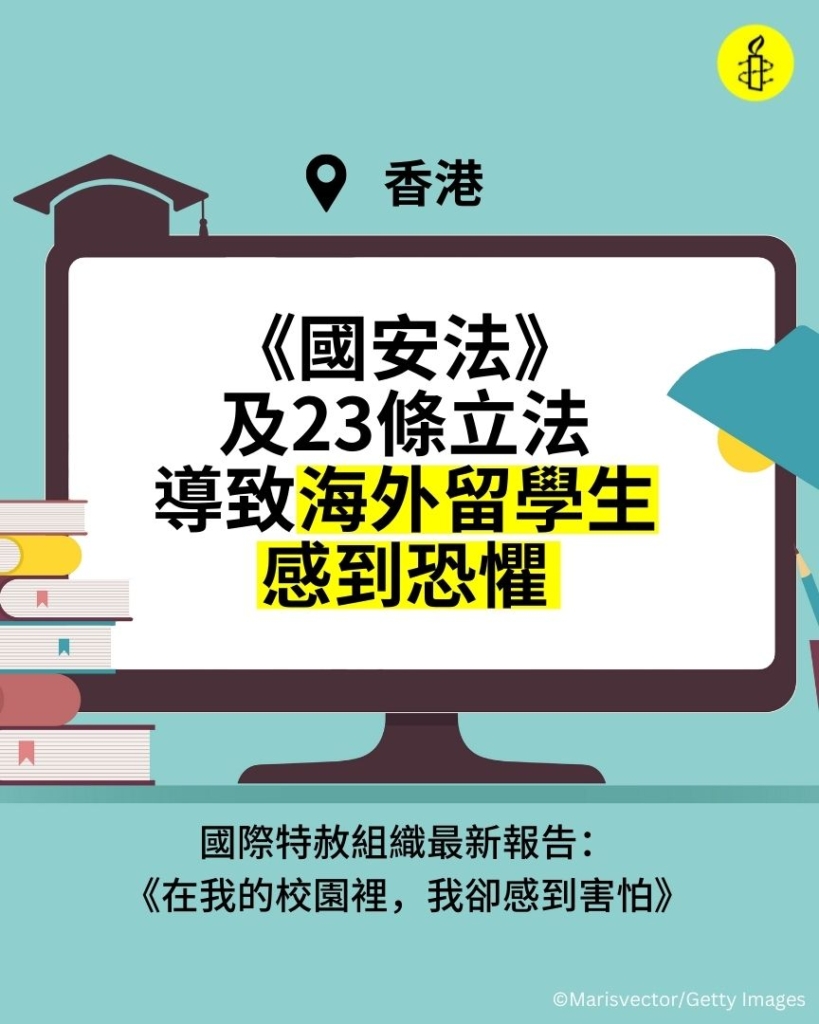 香港
《國安法》
及23條立法
導致海外留學生
感到恐懼
國際特赦組織最新報告：
《在我的校園裡，我卻感到害怕》
©Marisvector/Getty Images